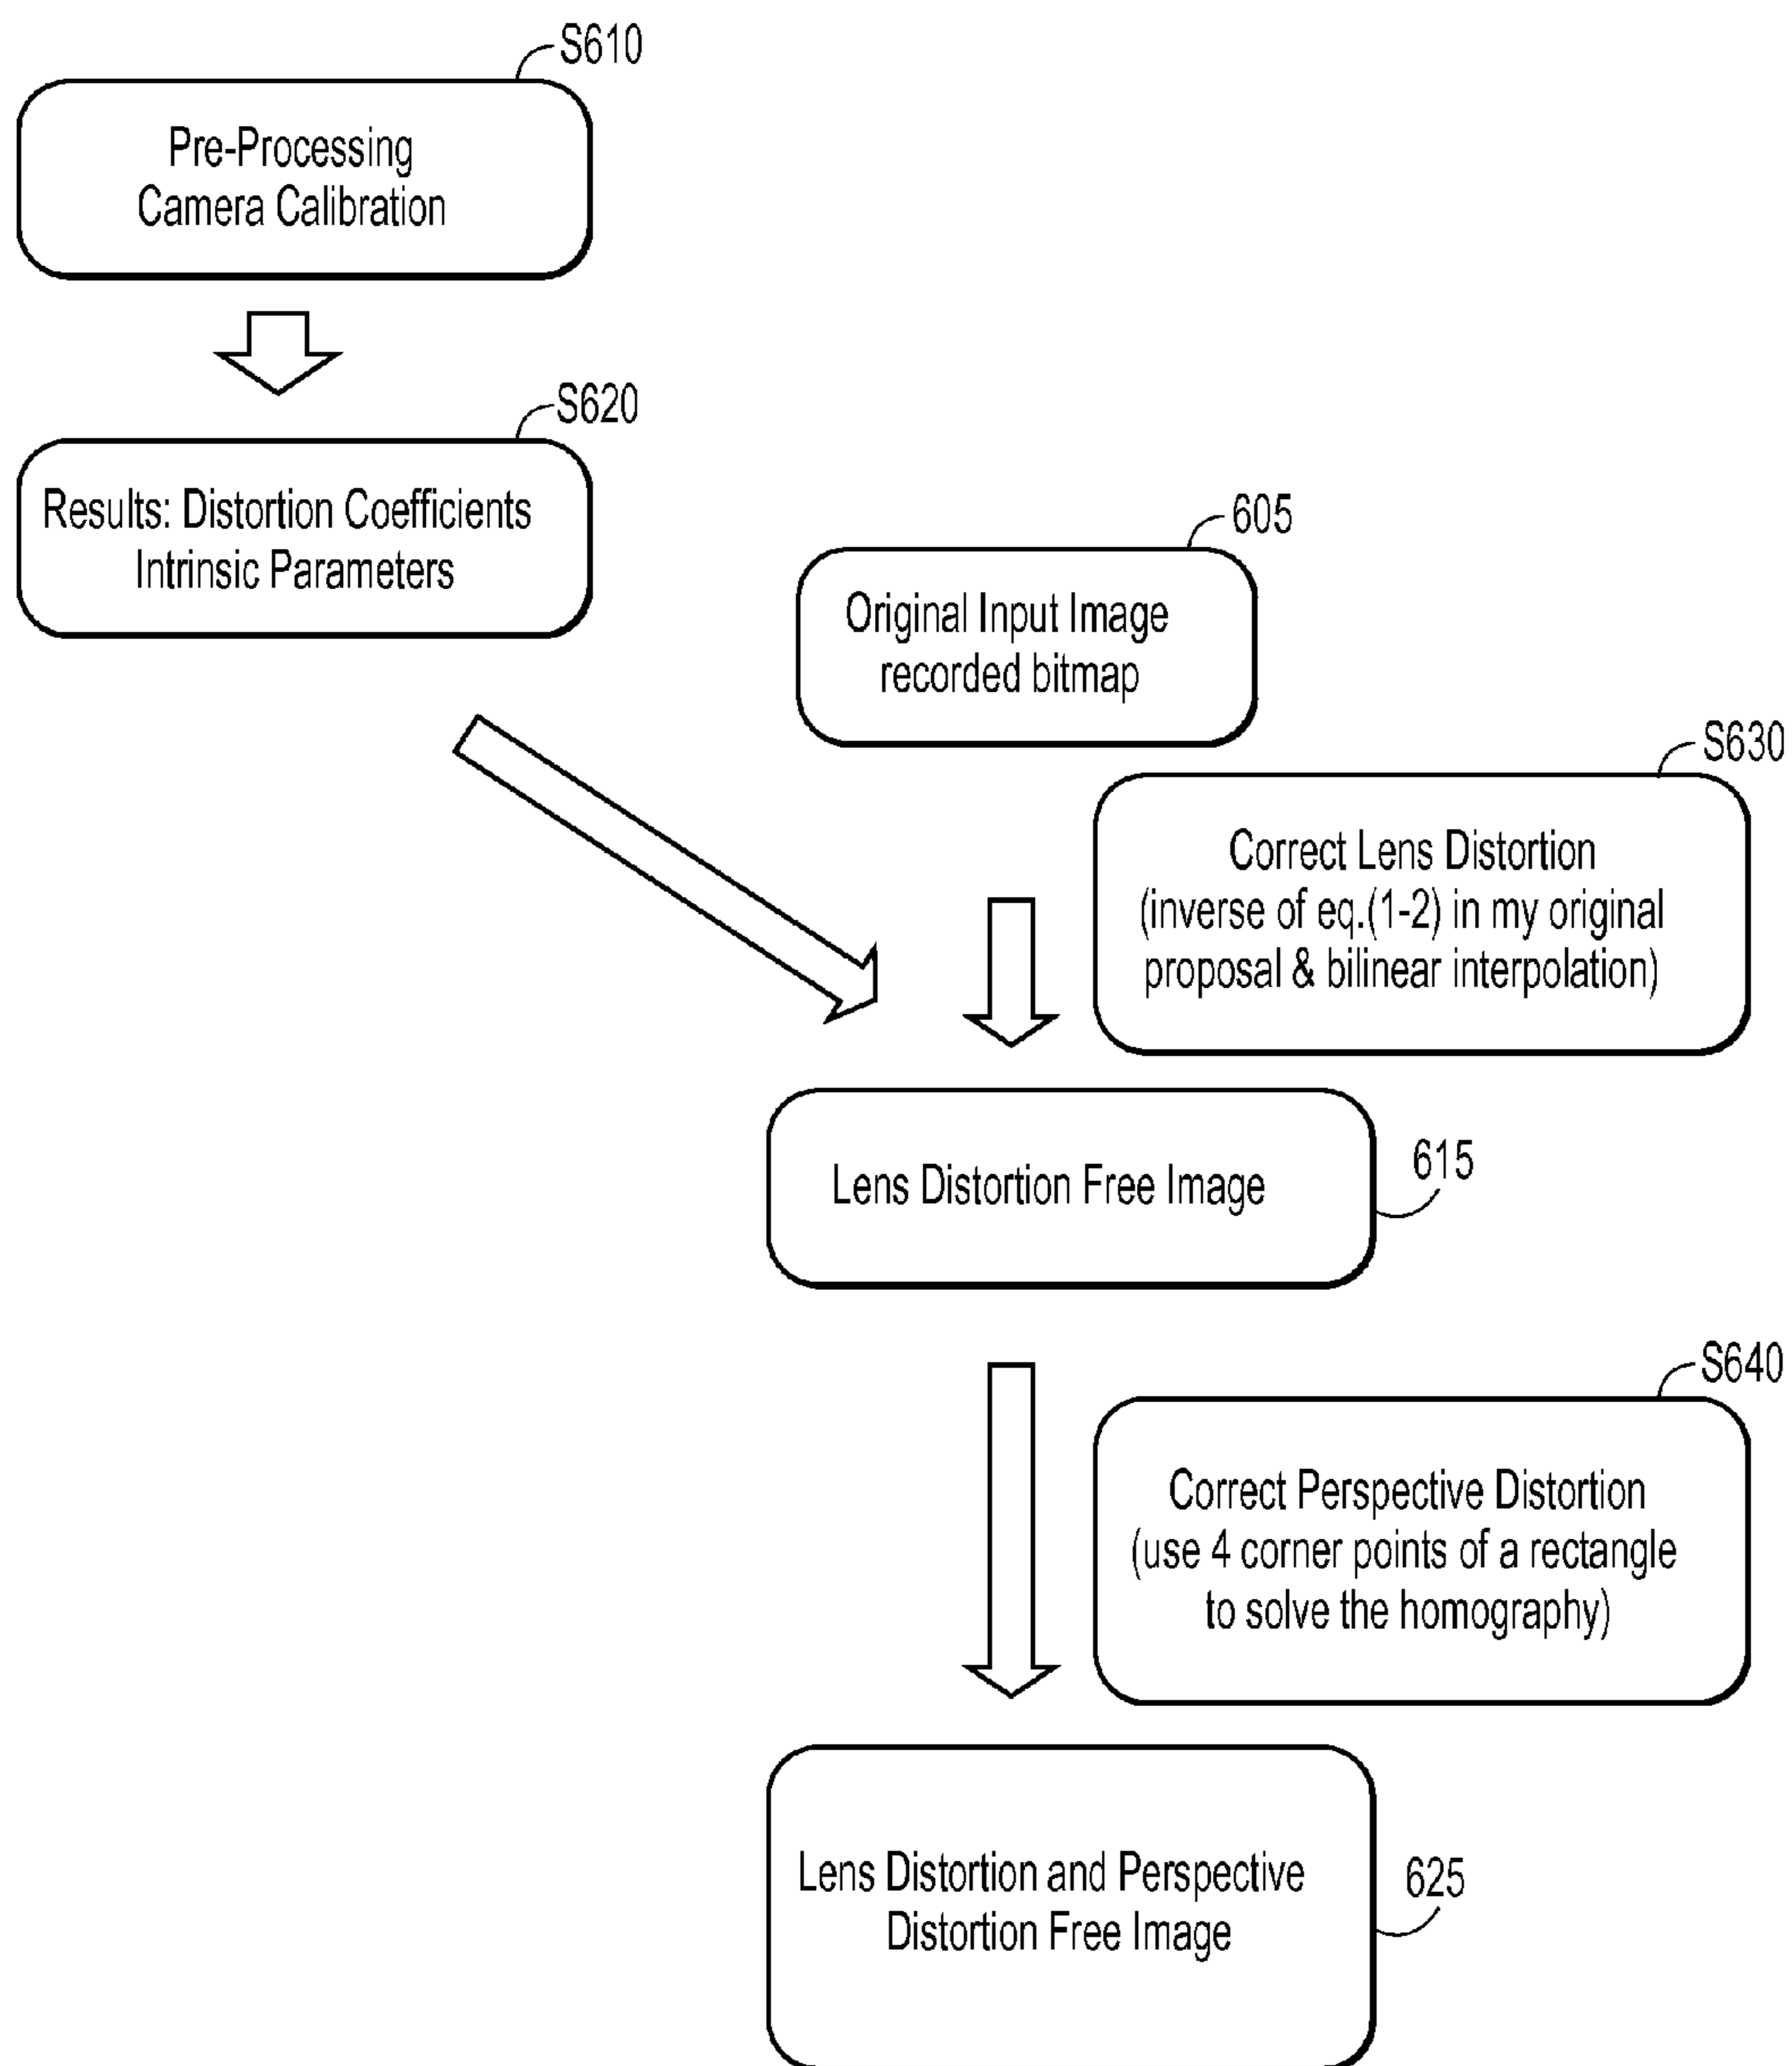 S610
Pre-Processing
Camera Calibration
S620
Results: Distortion Coefficients
Intrinsic Parameters
605
Original Input Image
recorded bitmap
S630
Correct Lens Distortion
(inverse of eq.(1-2) in my original
proposal & bilinear interpolation)
Lens Distortion Free Image
615
S640
Correct Perspective Distortion
(use 4 corner points of a rectangle
to solve the homography)
Lens Distortion and Perspective
Distortion Free Image
625